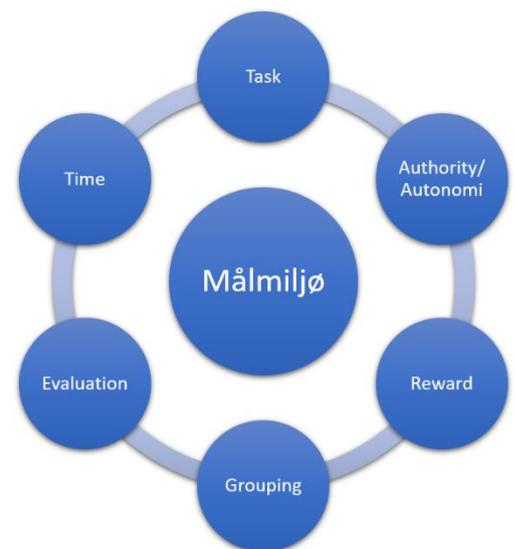 Task
Authority/
Autonomi
Reward
Grouping
Evaluation
Time
Målmiljø